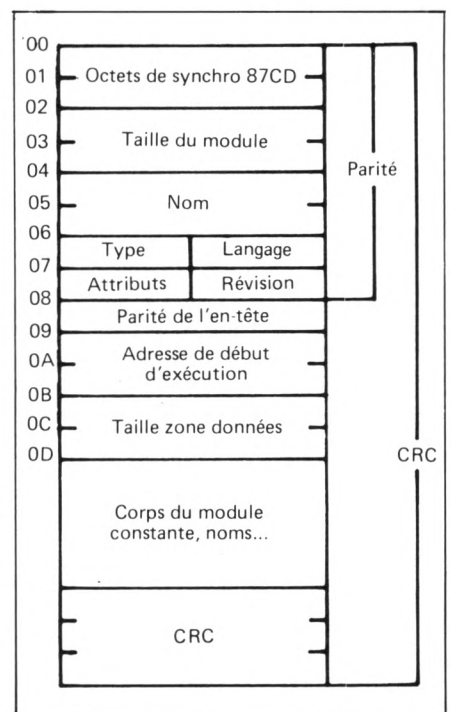 00
01 Octets de synchro 87CD
02
03 Taille du module
04
Parité
05 Nom
06
Type Langage
07
Attributs Révision
08
Parité de l'en-tête
09
0A Adresse de début
d'exécution
0B
0C Taille zone données
0D
CRC
Corps du module
constante, noms...
CRC